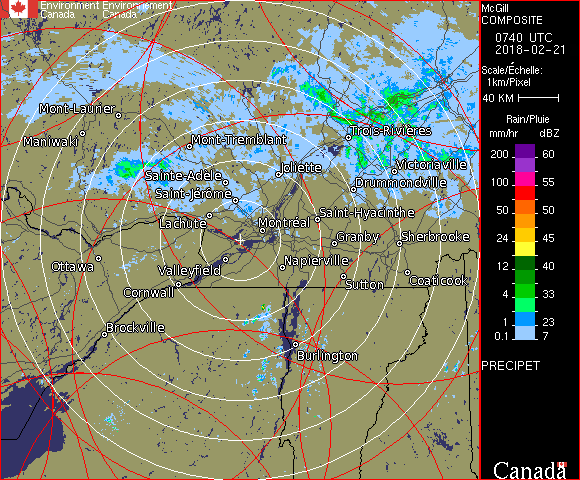 Environment Environnement
Canada Canada
McGill
COMPOSITE
0740 UTC
2018-02-21
Scale/Échelle:
1km/Pixel
40 KM
Rain/Pluie
mm/hr dBZ
200 60
150 57
100 55
50 50
24 45
12 40
4 33
1 23
0.1 7
PRECIPET
Canada
Mont-Laurier
Maniwaki
Mont-Tremblant
Trois-Rivières
Joliette
Victoriaville
Sainte-Adèle
Drummondville
Saint-Jérôme
Lachute
Saint-Hyacinthe
Montréal
Granby
Sherbrooke
Ottawa
Valleyfield
Napierville
Cornwall
Sutton
Coaticook
Brockville
Burlington